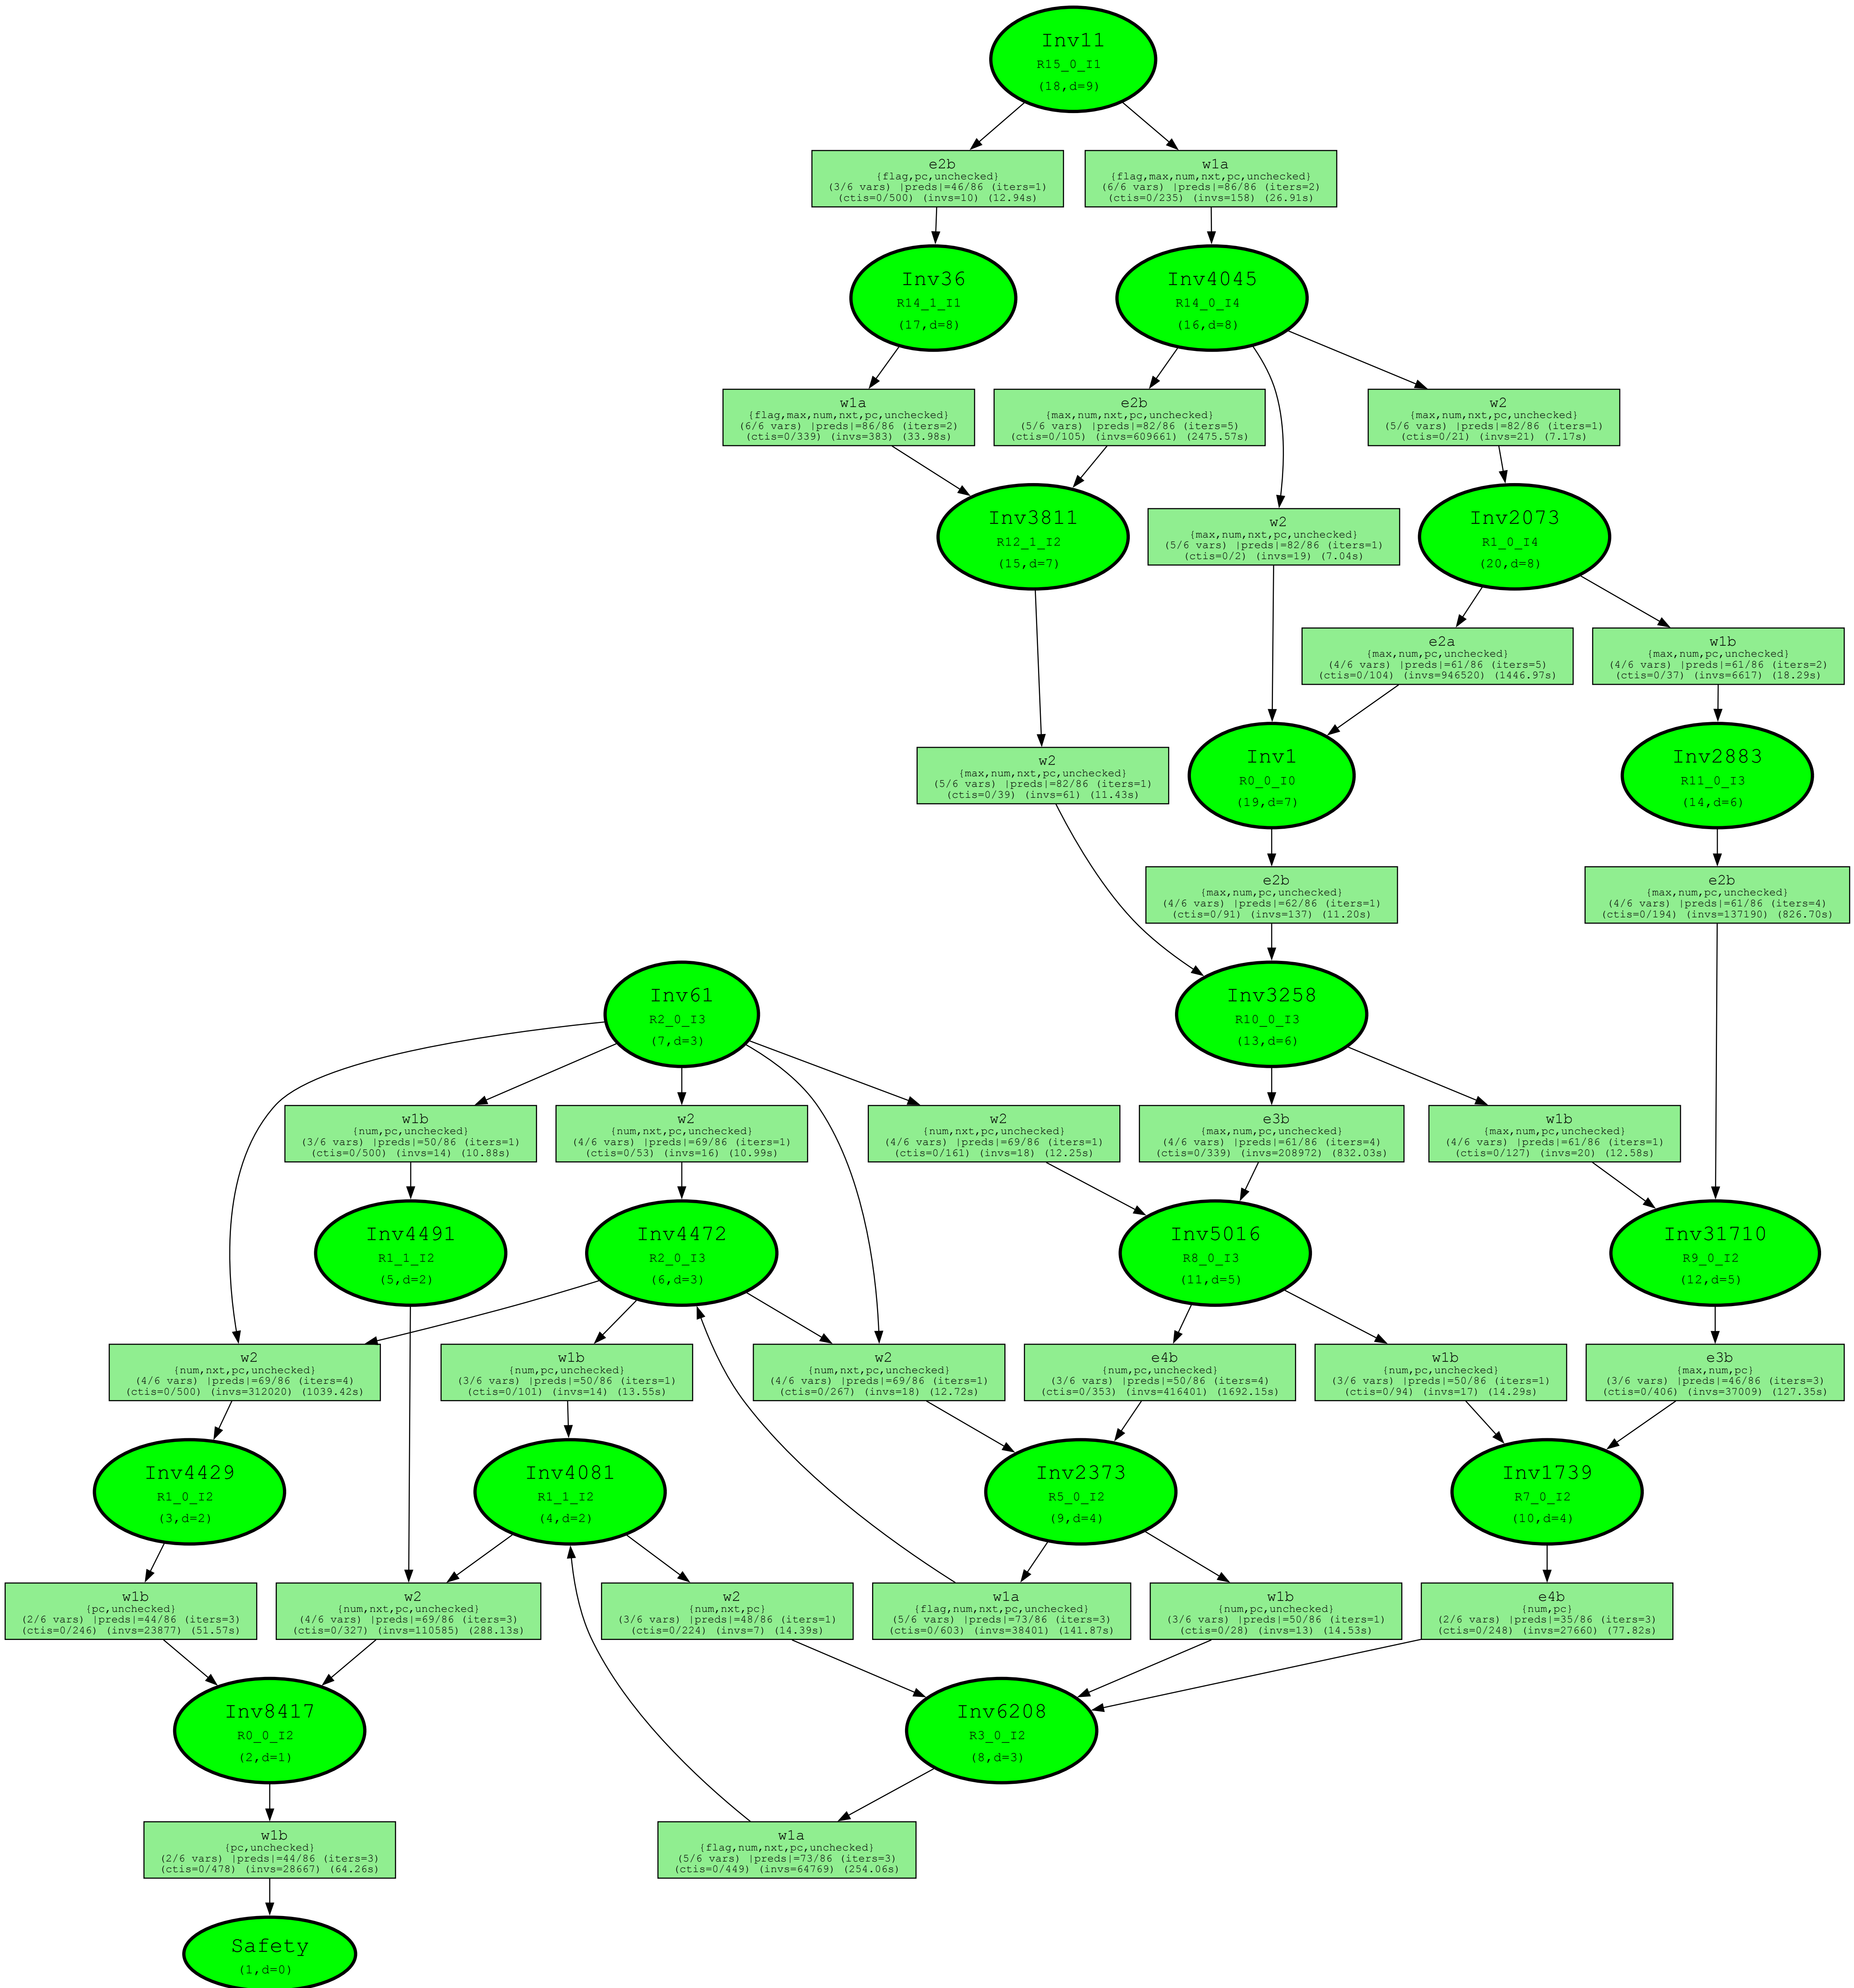 Inv11
R15_0_I1
(18,d=9)
e2b
{flag,pc,unchecked}
(3/6 vars) |preds|=46/86 (iters=1)
(ctis=0/500) (invs=10) (12.94s)
w1a
{flag,max,num,nxt,pc,unchecked}
(6/6 vars) |preds|=86/86 (iters=2)
(ctis=0/235) (invs=158) (26.91s)
Inv36
R14_1_I1
(17,d=8)
Inv4045
R14_0_I4
(16,d=8)
w1a
{flag,max,num,nxt,pc,unchecked}
(6/6 vars) |preds|=86/86 (iters=2)
(ctis=0/339) (invs=383) (33.98s)
e2b
{max,num,nxt,pc,unchecked}
(5/6 vars) |preds|=82/86 (iters=5)
(ctis=0/105) (invs=609661) (2475.57s)
w2
{max,num,nxt,pc,unchecked}
(5/6 vars) |preds|=82/86 (iters=1)
(ctis=0/21) (invs=21) (7.17s)
Inv3811
R12_1_I2
(15,d=7)
w2
{max,num,nxt,pc,unchecked}
(5/6 vars) |preds|=82/86 (iters=1)
(ctis=0/2) (invs=19) (7.04s)
Inv2073
R1_0_I4
(20,d=8)
e2a
{max,num,pc,unchecked}
(4/6 vars) |preds|=61/86 (iters=5)
(ctis=0/104) (invs=946520) (1446.97s)
w1b
{max,num,pc,unchecked}
(4/6 vars) |preds|=61/86 (iters=2)
(ctis=0/37) (invs=6617) (18.29s)
w2
{max,num,nxt,pc,unchecked}
(5/6 vars) |preds|=82/86 (iters=1)
(ctis=0/39) (invs=61) (11.43s)
Inv1
R0_0_I0
(19,d=7)
Inv2883
R11_0_I3
(14,d=6)
e2b
{max,num,pc,unchecked}
(4/6 vars) |preds|=62/86 (iters=1)
(ctis=0/91) (invs=137) (11.20s)
e2b
{max,num,pc,unchecked}
(4/6 vars) |preds|=61/86 (iters=4)
(ctis=0/194) (invs=137190) (826.70s)
Inv61
R2_0_I3
(7,d=3)
Inv3258
R10_0_I3
(13,d=6)
w1b
{num,pc,unchecked}
(3/6 vars) |preds|=50/86 (iters=1)
(ctis=0/500) (invs=14) (10.88s)
w2
{num,nxt,pc,unchecked}
(4/6 vars) |preds|=69/86 (iters=1)
(ctis=0/53) (invs=16) (10.99s)
w2
{num,nxt,pc,unchecked}
(4/6 vars) |preds|=69/86 (iters=1)
(ctis=0/161) (invs=18) (12.25s)
e3b
{max,num,pc,unchecked}
(4/6 vars) |preds|=61/86 (iters=4)
(ctis=0/339) (invs=208972) (832.03s)
w1b
{max,num,pc,unchecked}
(4/6 vars) |preds|=61/86 (iters=1)
(ctis=0/127) (invs=20) (12.58s)
Inv4491
R1_1_I2
(5,d=2)
Inv4472
R2_0_I3
(6,d=3)
Inv5016
R8_0_I3
(11,d=5)
Inv31710
R9_0_I2
(12,d=5)
w2
{num,nxt,pc,unchecked}
(4/6 vars) |preds|=69/86 (iters=4)
(ctis=0/500) (invs=312020) (1039.42s)
w1b
{num,pc,unchecked}
(3/6 vars) |preds|=50/86 (iters=1)
(ctis=0/101) (invs=14) (13.55s)
w2
{num,nxt,pc,unchecked}
(4/6 vars) |preds|=69/86 (iters=1)
(ctis=0/267) (invs=18) (12.72s)
e4b
{num,pc,unchecked}
(3/6 vars) |preds|=50/86 (iters=4)
(ctis=0/353) (invs=416401) (1692.15s)
w1b
{num,pc,unchecked}
(3/6 vars) |preds|=50/86 (iters=1)
(ctis=0/94) (invs=17) (14.29s)
e3b
{max,num,pc}
(3/6 vars) |preds|=46/86 (iters=3)
(ctis=0/406) (invs=37009) (127.35s)
Inv4429
R1_0_I2
(3,d=2)
Inv4081
R1_1_I2
(4,d=2)
Inv2373
R5_0_I2
(9,d=4)
Inv1739
R7_0_I2
(10,d=4)
w1b
{pc,unchecked}
(2/6 vars) |preds|=44/86 (iters=3)
(ctis=0/246) (invs=23877) (51.57s)
w2
{num,nxt,pc,unchecked}
(4/6 vars) |preds|=69/86 (iters=3)
(ctis=0/327) (invs=110585) (288.13s)
w2
{num,nxt,pc}
(3/6 vars) |preds|=48/86 (iters=1)
(ctis=0/224) (invs=7) (14.39s)
w1a
{flag,num,nxt,pc,unchecked}
(5/6 vars) |preds|=73/86 (iters=3)
(ctis=0/603) (invs=38401) (141.87s)
w1b
{num,pc,unchecked}
(3/6 vars) |preds|=50/86 (iters=1)
(ctis=0/28) (invs=13) (14.53s)
e4b
{num,pc}
(2/6 vars) |preds|=35/86 (iters=3)
(ctis=0/248) (invs=27660) (77.82s)
Inv8417
R0_0_I2
(2,d=1)
Inv6208
R3_0_I2
(8,d=3)
w1b
{pc,unchecked}
(2/6 vars) |preds|=44/86 (iters=3)
(ctis=0/478) (invs=28667) (64.26s)
w1a
{flag,num,nxt,pc,unchecked}
(5/6 vars) |preds|=73/86 (iters=3)
(ctis=0/449) (invs=64769) (254.06s)
Safety
(1,d=0)